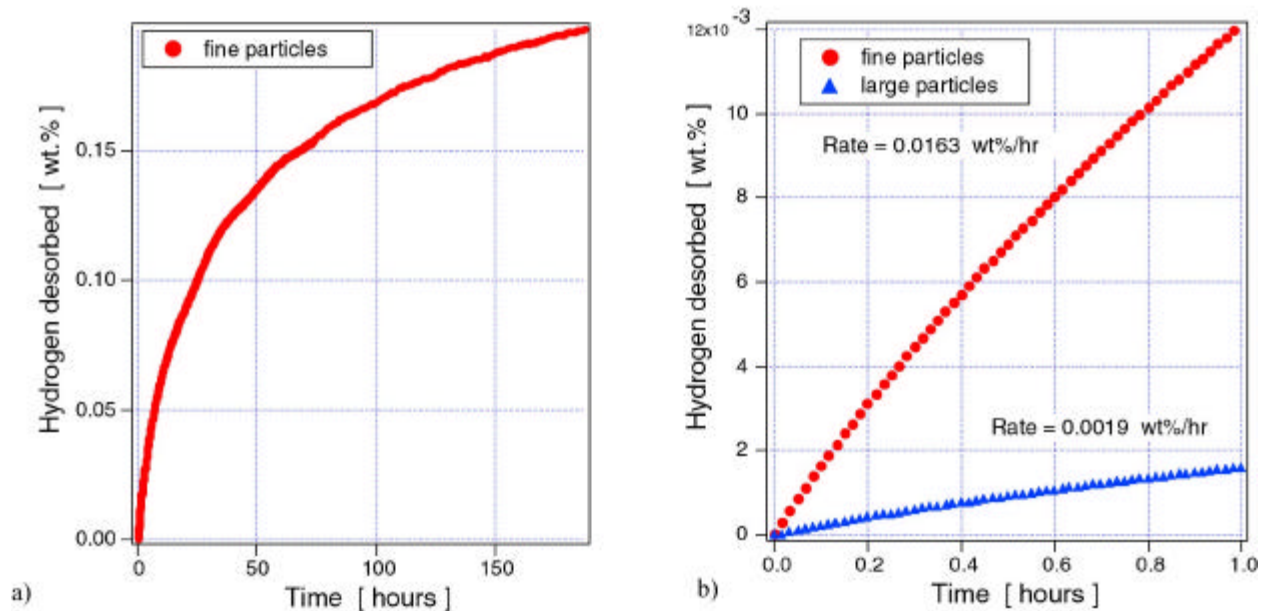 fine particles
0.15
0.10
0.05
0.00
Hydrogen desorbed [ wt.% ]
0 50 100 150
Time [ hours ]
a)
12x10 -3
10
8
6
4
2
0
Hydrogen desorbed [ wt.% ]
fine particles
large particles
Rate = 0.0163 wt%/hr
Rate = 0.0019 wt%/hr
0.0 0.2 0.4 0.6 0.8 1.0
Time [ hours ]
b)